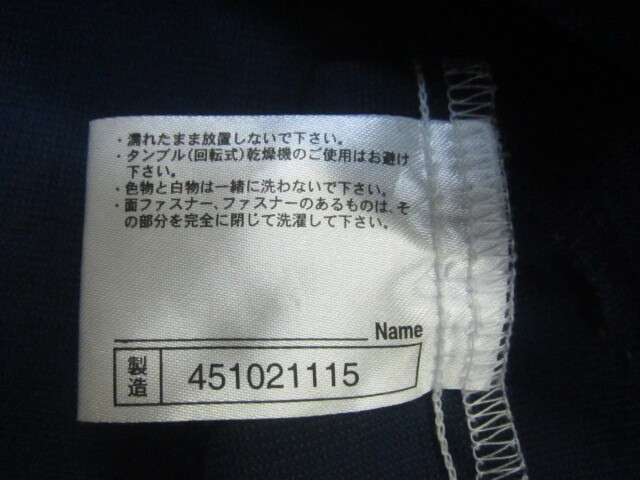 ・濡れたまま放置しないで下さい。
・タンブル(回転式)乾燥機のご使用はお避け
下さい。
・色物と白物は一緒に洗わないで下さい。
・面ファスナー、ファスナーのあるものは、そ
の部分を完全に閉じて洗濯して下さい。
Name
製造 451021115